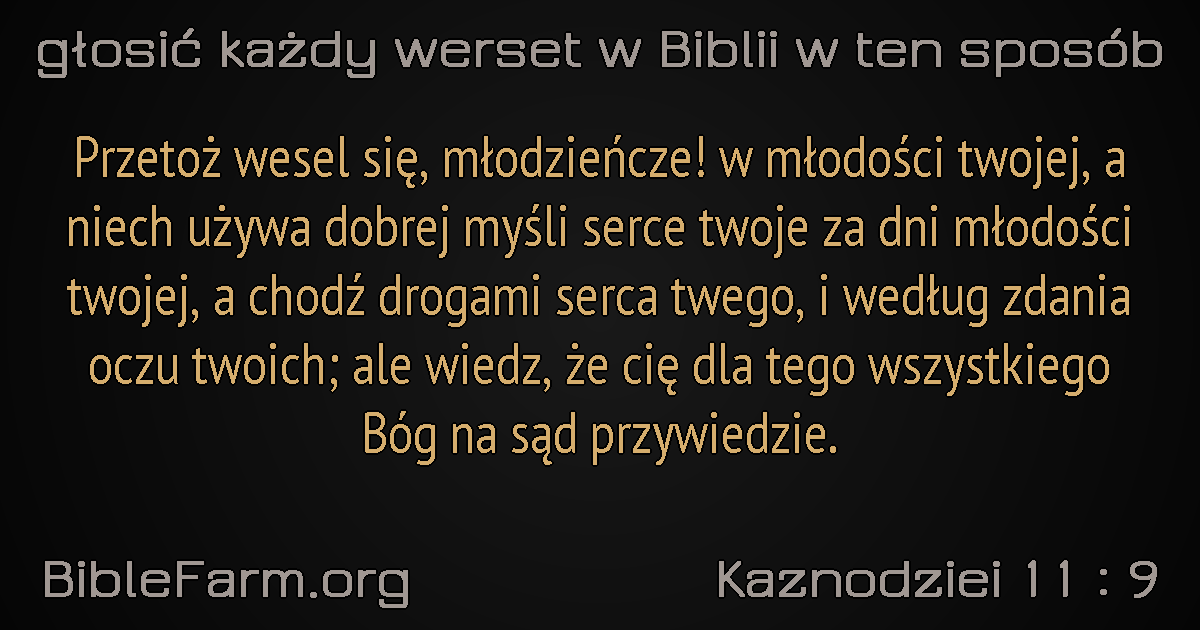 głosić każdy werset w Biblii w ten sposób
Przetoż wesel się, młodzieńcze! w młodości twojej, a
niech używa dobrej myśli serce twoje za dni młodości
twojej, a chodź drogami serca twego, i według zdania
oczu twoich; ale wiedz, że cię dla tego wszystkiego
Bóg na sąd przywiedzie.
BibleFarm.org
Kaznodziei 11 : 9